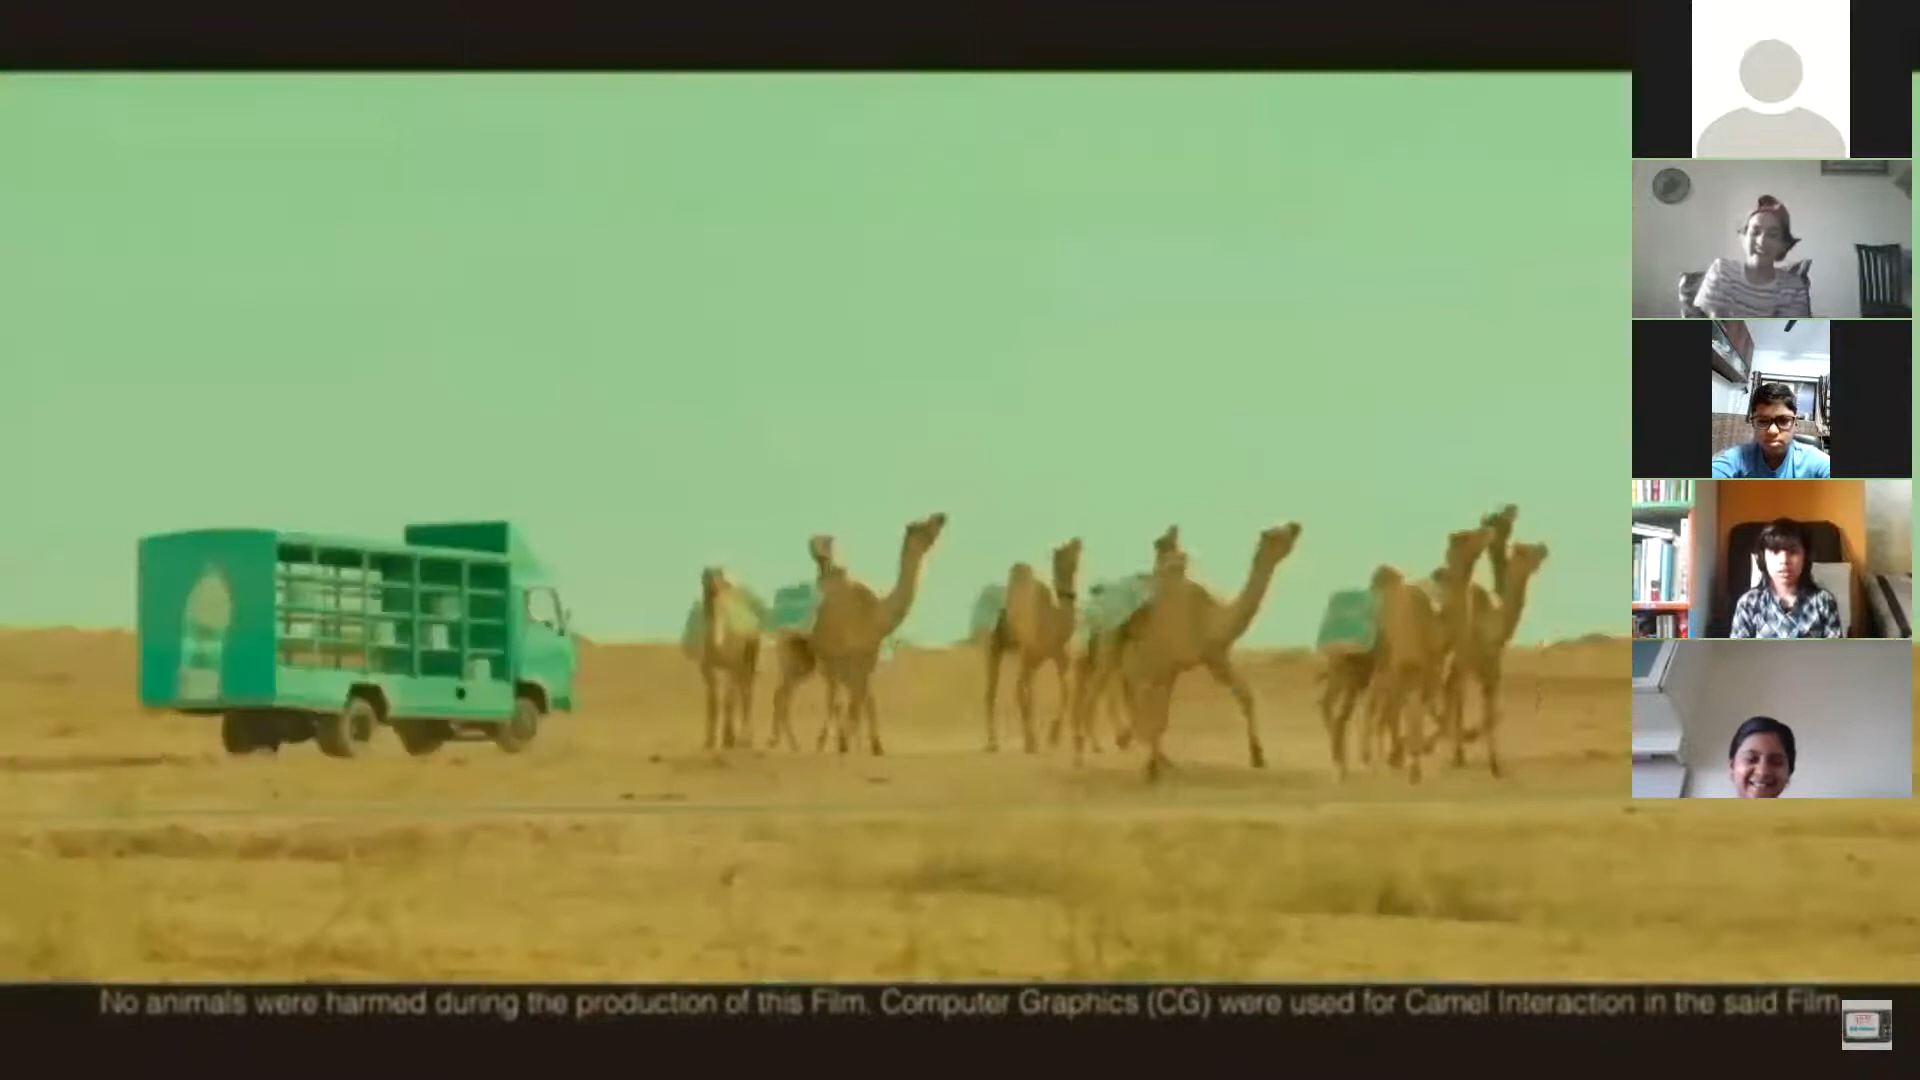 No animals were harmed during the production of this Film. Computer Graphics (CG) were used for Camel Interaction in the said Film.